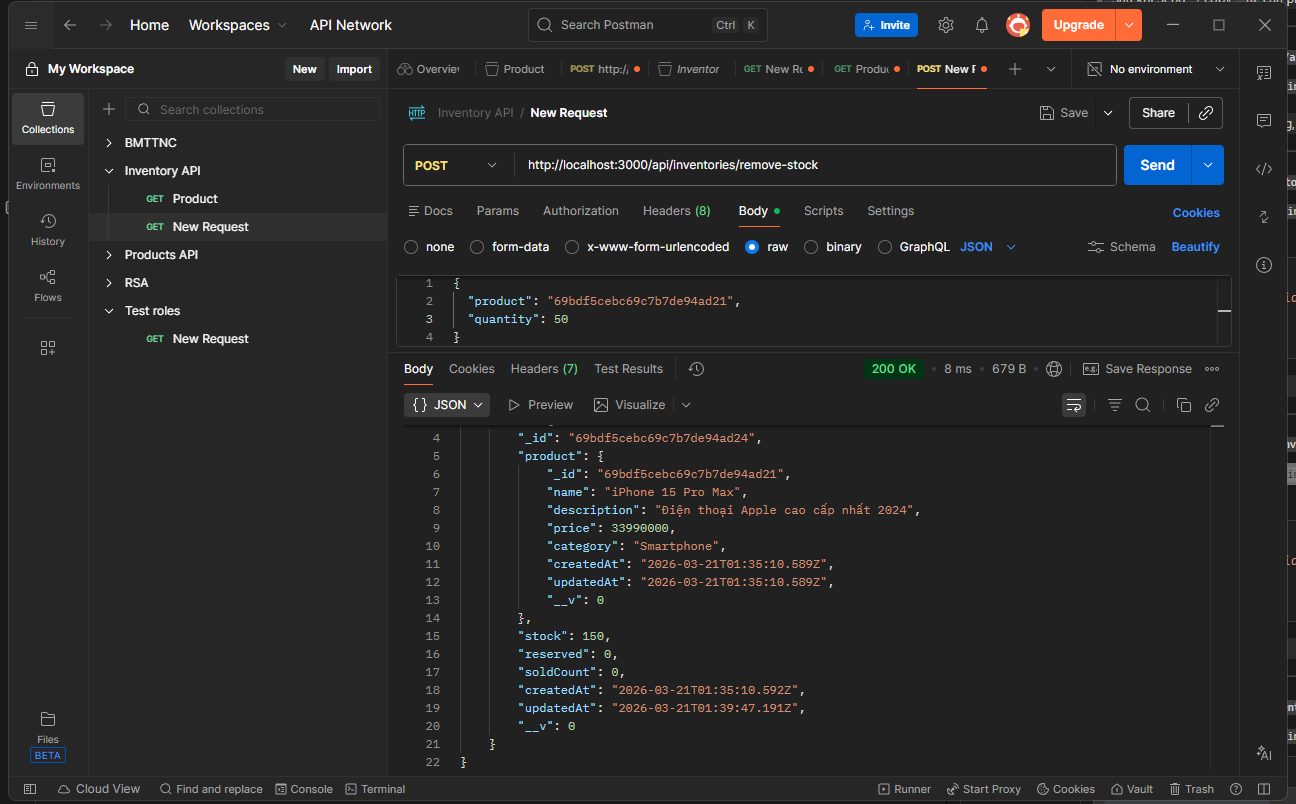 Home Workspaces API Network Search Postman Ctrl K Invite Upgrade
My Workspace New Import Overviev Product POST http:/ Inventor GET New Re GET Produc POST New F No environment
Collections
Environments
History
Flows
Files
BETA
Search collections
BMTTNC
Inventory API
GET Product
GET New Request
Products API
RSA
Test roles
GET New Request
HTTP Inventory API / New Request Save Share
POST http://localhost:3000/api/inventories/remove-stock Send
Docs Params Authorization Headers (8) Body Scripts Settings Cookies
none form-data x-www-form-urlencoded raw binary GraphQL JSON Schema Beautify
1 {
2 "product": "69bdf5cebc69c7b7de94ad21",
3 "quantity": 50
4 }
Body Cookies Headers (7) Test Results 200 OK 8 ms 679 B e.g. Save Response
{} JSON Preview Visualize
4 "_id": "69bdf5cebc69c7b7de94ad24",
5 "product": {
6 "_id": "69bdf5cebc69c7b7de94ad21",
7 "name": "iPhone 15 Pro Max",
8 "description": "Điện thoại Apple cao cấp nhất 2024",
9 "price": 33990000,
10 "category": "Smartphone",
11 "createdAt": "2026-03-21T01:35:10.589Z",
12 "updatedAt": "2026-03-21T01:35:10.589Z",
13 "__v": 0
14 },
15 "stock": 150,
16 "reserved": 0,
17 "soldCount": 0,
18 "createdAt": "2026-03-21T01:35:10.592Z",
19 "updatedAt": "2026-03-21T01:39:47.191Z",
20 "__v": 0
21 }
22 }
AI
Cloud View Find and replace Console Terminal Runner Start Proxy Cookies Vault Trash